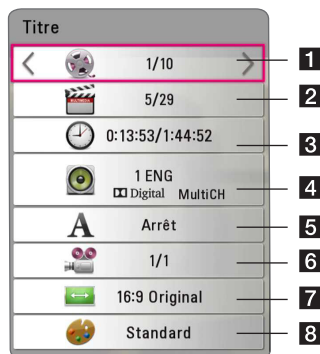 Titre
1/10 1
MULTIMEDIA
5/29 2
0:13:53/1:44:52 3
1 ENG
Digital MultiCH 4
A Arrêt 5
1/1 6
16:9 Original 7
Standard 8